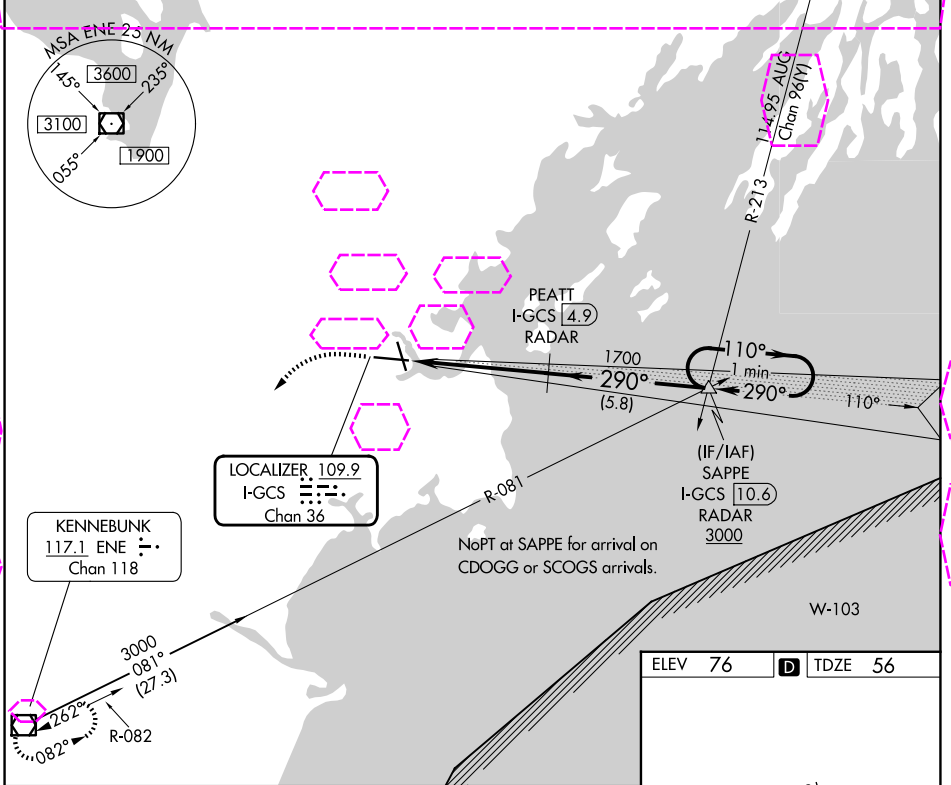 MSA ENE 25 NM
145°
3600
235°
3100
1900
055°
114.95 AUG
Chan 96(Y)
R-213
PEATT
I-GCS 4.9
RADAR
1700
290°
(5.8)
110°
1 min
290°
110°
(IF/IAF)
SAPPE
I-GCS 10.6
RADAR
3000
LOCALIZER 109.9
I-GCS
Chan 36
R-081
KENNEBUNK
117.1 ENE
Chan 118
NoPT at SAPPE for arrival on
CDOGG or SCOGS arrivals.
W-103
3000
081°
(27.3)
262°
082°
R-082
ELEV 76 D TDZE 56